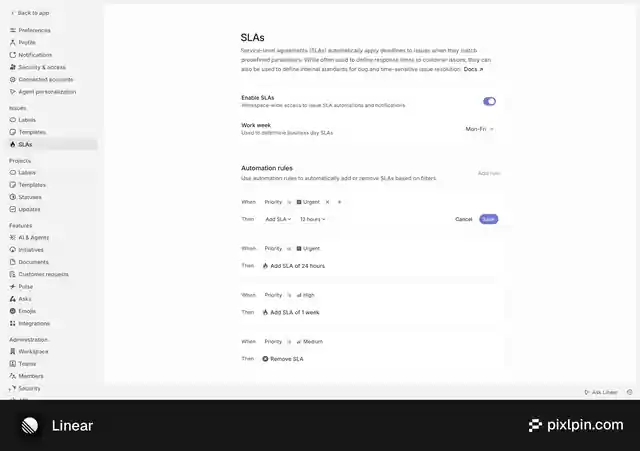 Back to app
Preferences
Profile
Notifications
Security & access
Connected accounts
Agent personalization
Issues
Labels
Templates
SLAs
Projects
Labels
Templates
Statuses
Updates
Features
AI & Agents
Initiatives
Documents
Customer requests
Pulse
Asks
Emojis
Integrations
Administration
Workspace
Teams
Members
Security
SLAs
Service-level agreements (SLAs) automatically apply deadlines to issues when they match
predefined parameters. While often used to define response times to customer issues, they can
also be used to define internal standards for bug and time-sensitive issue resolution. Docs ↗
Enable SLAs
Workspace-wide access to issue SLA automations and notifications
Work week
Used to determine business day SLAs
Mon-Fri
Automation rules
Use automation rules to automatically add or remove SLAs based on filters
Add rule
When Priority is Urgent × +
Then Add SLA 12 hours
Cancel Save
When Priority is Urgent
Then Add SLA of 24 hours
When Priority is High
Then Add SLA of 1 week
When Priority is Medium
Then Remove SLA
Ask Linear
Linear
pixlpin.com